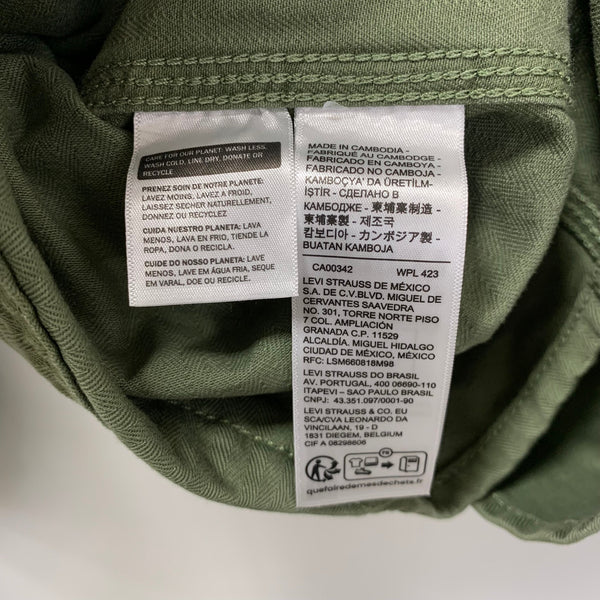 CARE FOR OUR PLANET: WASH LESS,
WASH COLD, LINE DRY, DONATE OR
RECYCLE
PRENEZ SOIN DE NOTRE PLANETE:
LAVEZ MOINS, LAVEZ A FROID,
LAISSEZ SÉCHER NATURELLEMENT,
DONNEZ OU RECYCLEZ
CUIDA NUESTRO PLANETA: LAVA
MENOS, LAVA EN FRIO, TIENDE LA
ROPA, DONA O RECICLA.
CUIDE DO NOSSO PLANETA: LAVE
MENOS, LAVE EM ÁGUA FRIA, SEQUE
EM VARAL, DOE OU RECICLE.
MADE IN CAMBODIA -
FABRIQUÉ AU CAMBODGE -
FABRICADO EN CAMBOYA -
FABRICADO NO CAMBOJA -
KAMBOÇYA' DA ÜRETİLM-
İŞTİR - СДЕЛАНО В
КАМБОДЖЕ - 柬埔寨制造 -
柬埔寨製 - 제조국
캄보디아 - カンボジア製 -
BUATAN KAMBOJA
CA00342 WPL 423
LEVI STRAUSS DE MÉXICO
S.A. DE C.V.BLVD. MIGUEL DE
CERVANTES SAAVEDRA
NO. 301, TORRE NORTE PISO
7 COL. AMPLIACIÓN
GRANADA C.P. 11529
ALCALDÍA. MIGUEL HIDALGO
CIUDAD DE MÉXICO, MÉXICO
RFC: LSM660818M98
LEVI STRAUSS DO BRASIL
AV. PORTUGAL, 400 06690-110
ITAPEVI – SAO PAULO BRASIL
CNPJ: 43.351.097/0001-90
LEVI STRAUSS & CO. EU
SCA/CVA LEONARDO DA
VINCILAAN, 19 - D
1831 DIEGEM, BELGIUM
CIF A 08298606
FR
quefairedemesdechets.fr